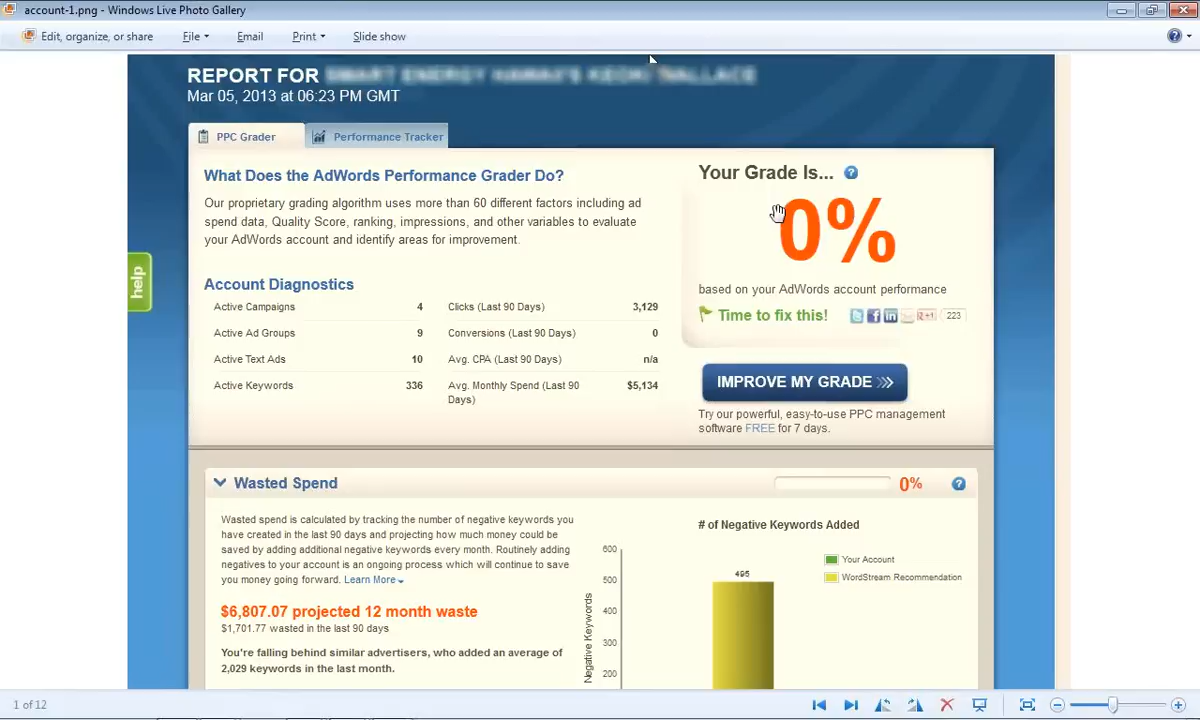 account-1.png - Windows Live Photo Gallery
Edit, organize, or share File Email Print Slide show
REPORT FOR
Mar 05, 2013 at 06:23 PM GMT
PPC Grader Performance Tracker
What Does the AdWords Performance Grader Do?
Our proprietary grading algorithm uses more than 60 different factors including ad
spend data, Quality Score, ranking, impressions, and other variables to evaluate
your AdWords account and identify areas for improvement.
Your Grade Is... ?
0%
based on your AdWords account performance
Time to fix this! +1 223
help
Account Diagnostics
Active Campaigns 4 Clicks (Last 90 Days) 3,129
Active Ad Groups 9 Conversions (Last 90 Days) 0
Active Text Ads 10 Avg. CPA (Last 90 Days) n/a
Active Keywords 336 Avg. Monthly Spend (Last 90 $5,134
Days)
IMPROVE MY GRADE
Try our powerful, easy-to-use PPC management
software FREE for 7 days.
Wasted Spend 0% ?
Wasted spend is calculated by tracking the number of negative keywords you
have created in the last 90 days and projecting how much money could be
saved by adding additional negative keywords every month. Routinely adding
negatives to your account is an ongoing process which will continue to save
you money going forward. Learn More
$6,807.07 projected 12 month waste
$1,701.77 wasted in the last 90 days
You're falling behind similar advertisers, who added an average of
2,029 keywords in the last month.
# of Negative Keywords Added
Your Account
WordStream Recommendation
600
500
400
300
200
495
Negative Keywords
1 of 12